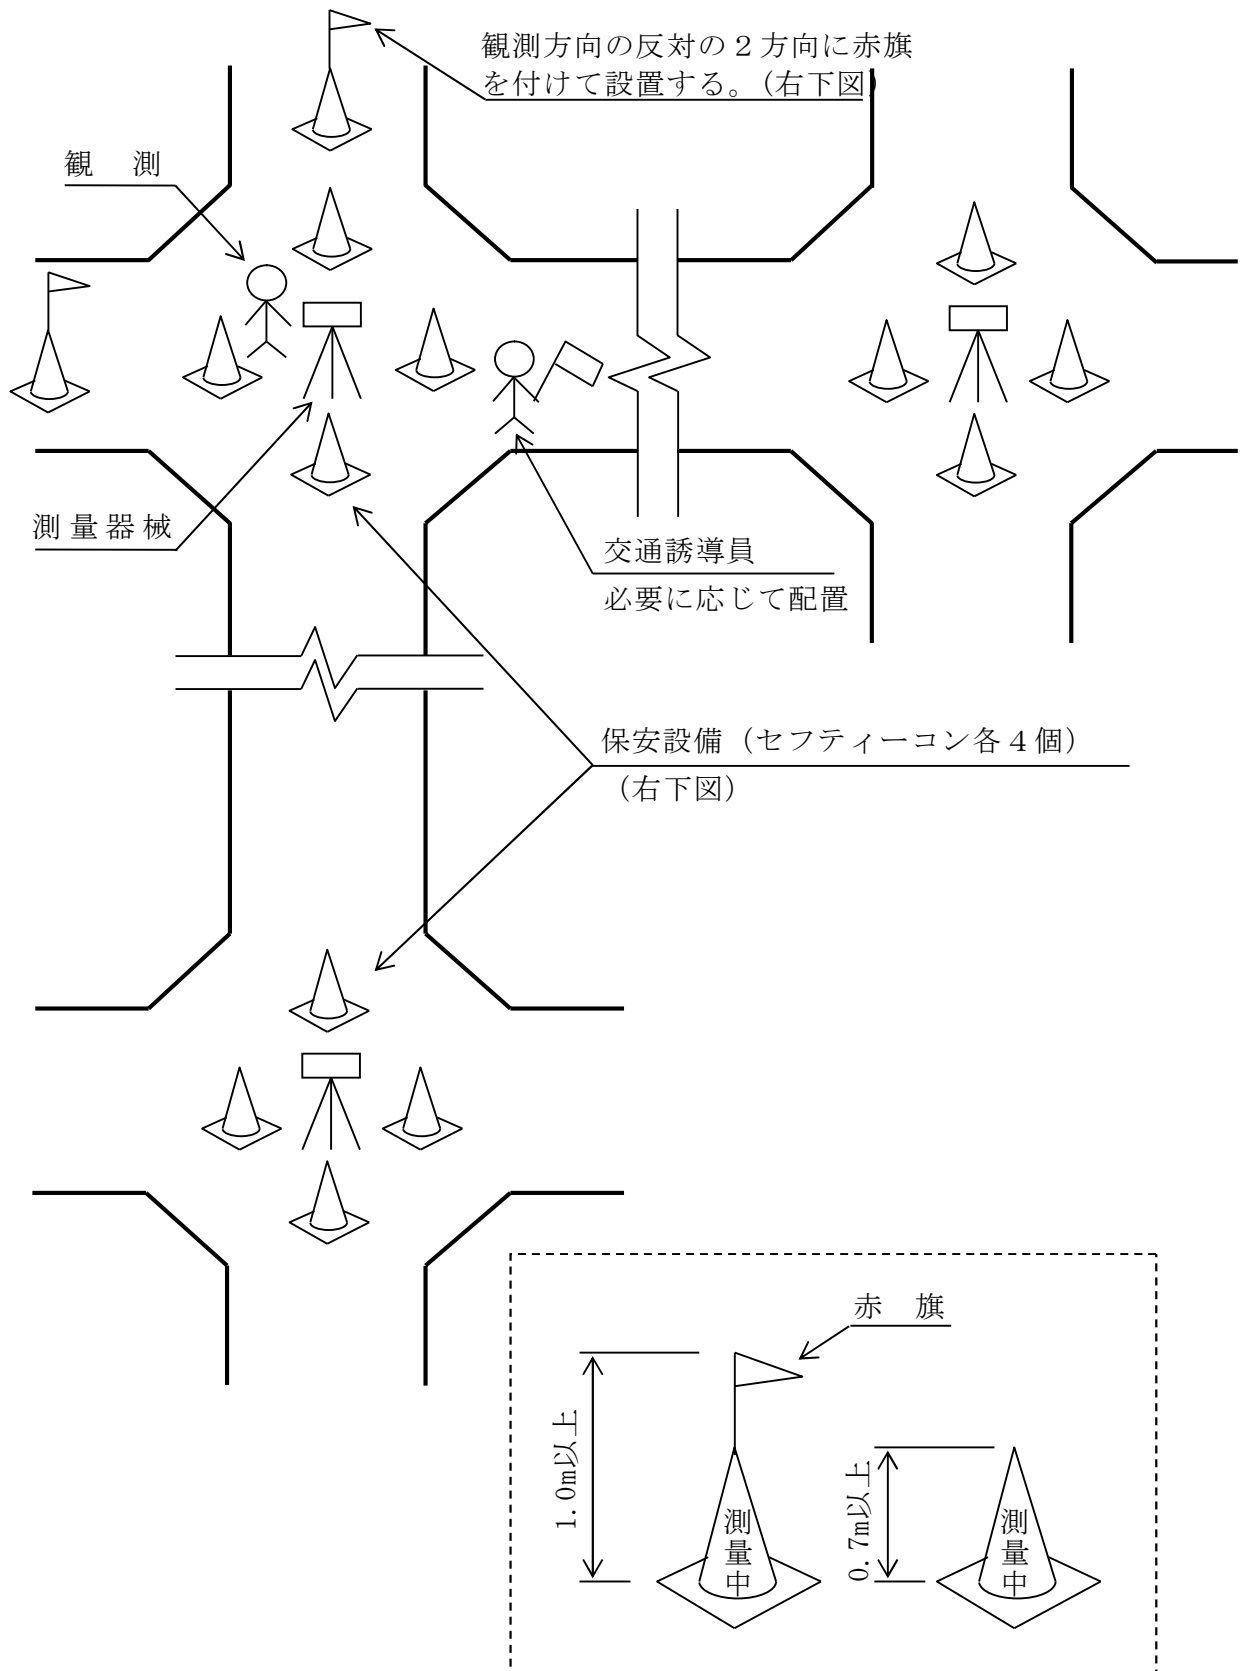 観測方向の反対の２方向に赤旗
を付けて設置する。（右下図）
観　測
測量器械
交通誘導員
必要に応じて配置
保安設備（セフティーコン各４個）
（右下図）
赤　旗
1.0m以上
0.7m以上
測量中
測量中